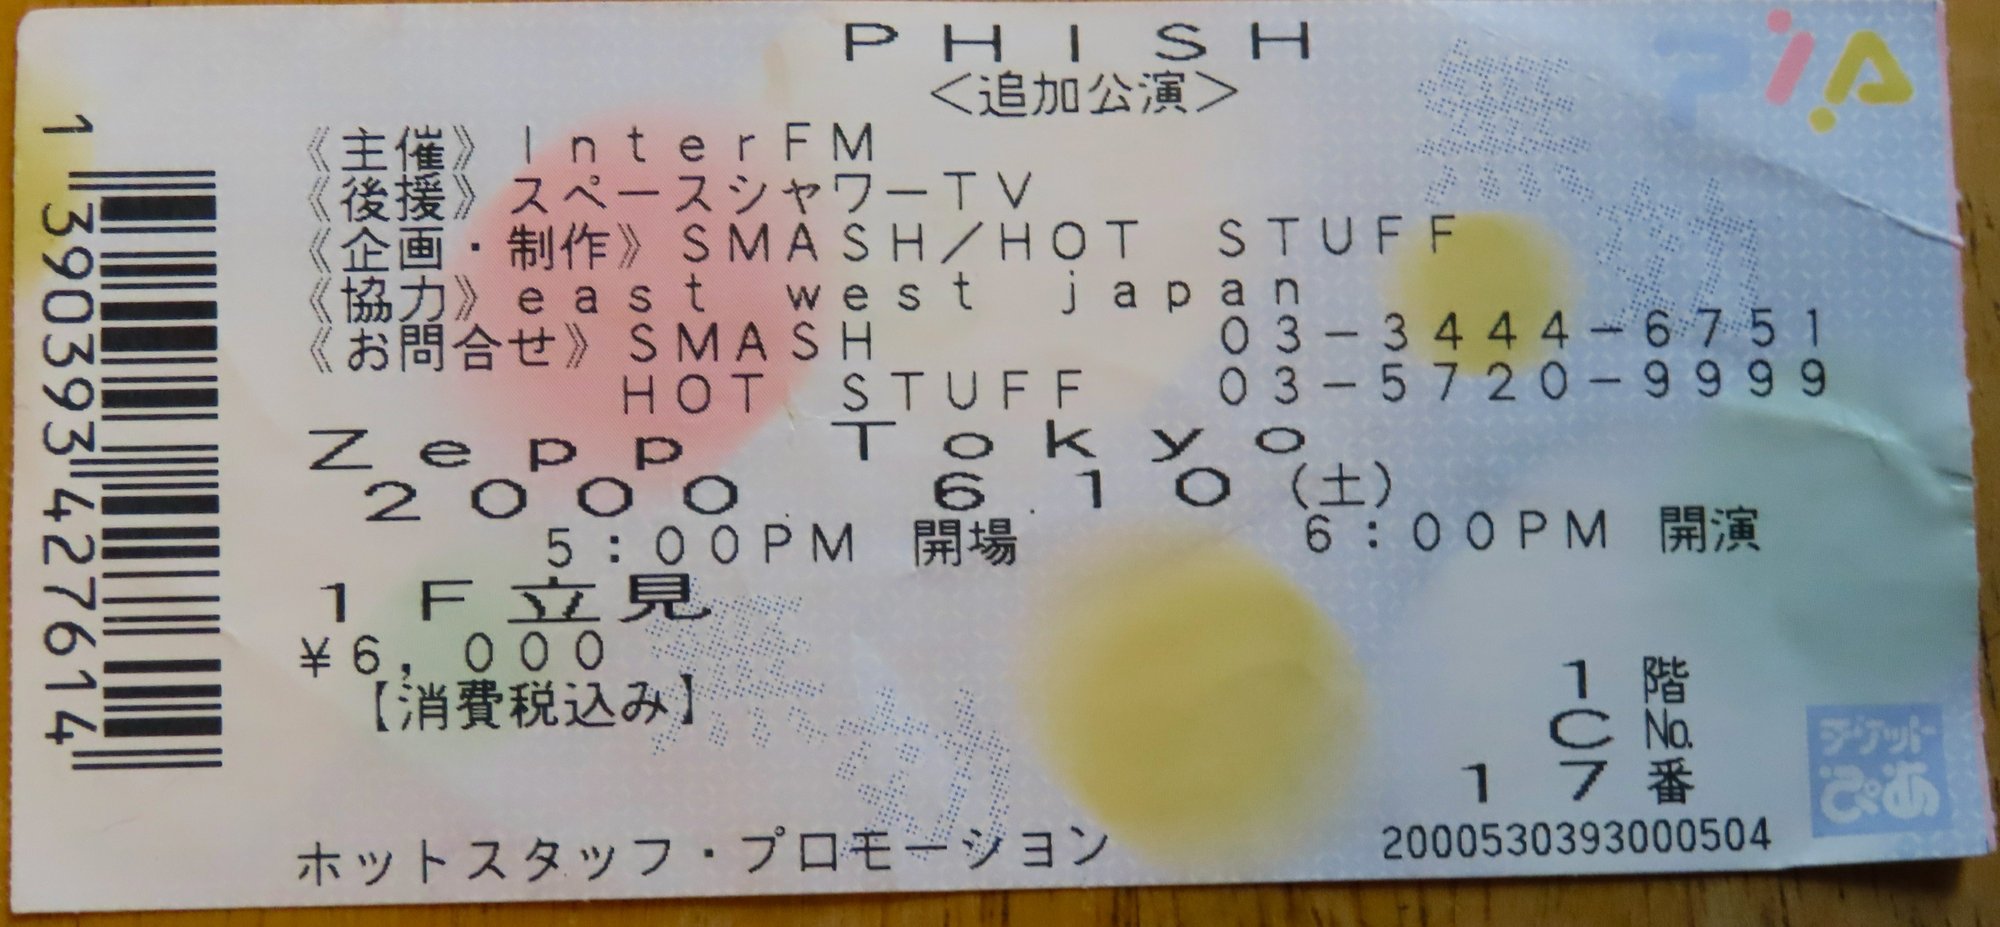 PHISH
<追加公演>
PIA
《主催》InterFM
《後援》スペースシャワーTV
《企画・制作》SMASH/HOT STUFF
《協力》east west japan
《お問合せ》SMASH 03-3444-6751
HOT STUFF 03-5720-9999
Zepp Tokyo
2000. 6.10(土)
5:00PM 開場 6:00PM 開演
1F立見
¥6,000
【消費税込み】
1階
C No.
17番
ホットスタッフ・プロモーション
2000530393000504
チケットぴあ
1 390393 427614
無効
無効